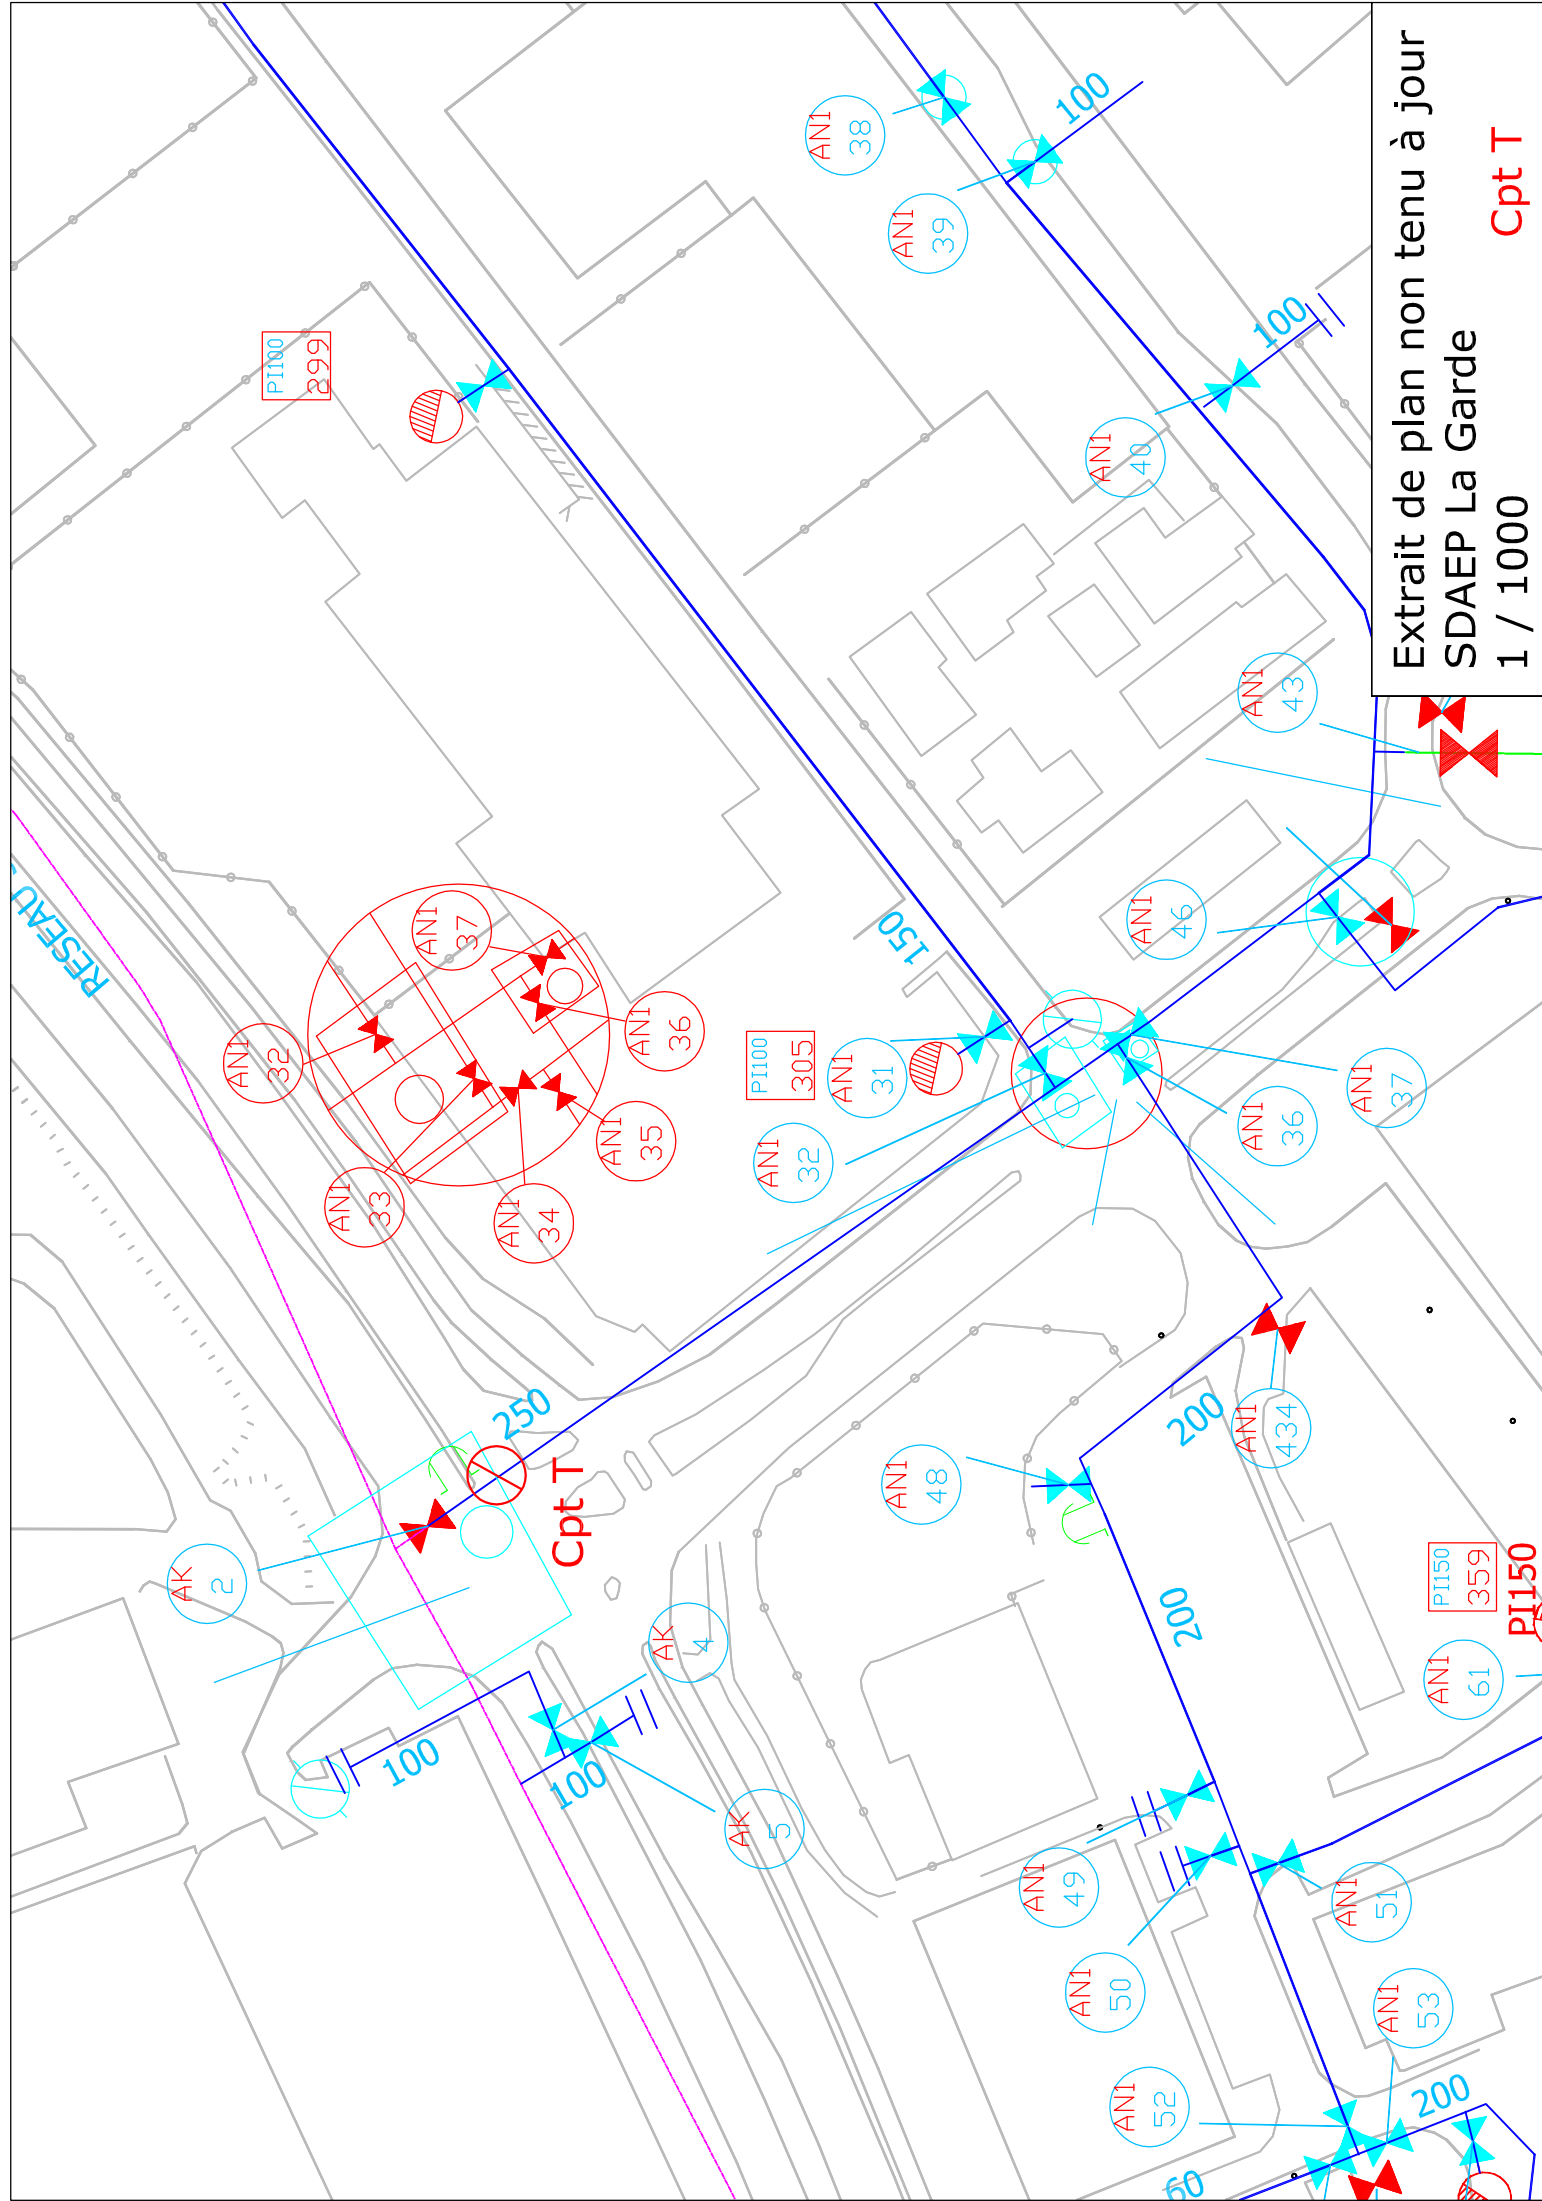 Extrait de plan non tenu à jour
SDAEP La Garde
1 / 1000
Cpt T
RESEAU
PI100
299
AN1
38
AN1
39
100
AN1
40
100
AN1
43
AN1
46
150
PI100
305
AN1
31
AN1
32
AN1
36
AN1
37
AN1
32
AN1
33
AN1
34
AN1
35
AN1
36
AN1
37
250
Cpt T
AK
2
AK
4
AK
5
100
100
AN1
48
200
AN1
434
200
PI150
359
PI150
AN1
61
AN1
49
AN1
50
AN1
51
AN1
52
AN1
53
200
60